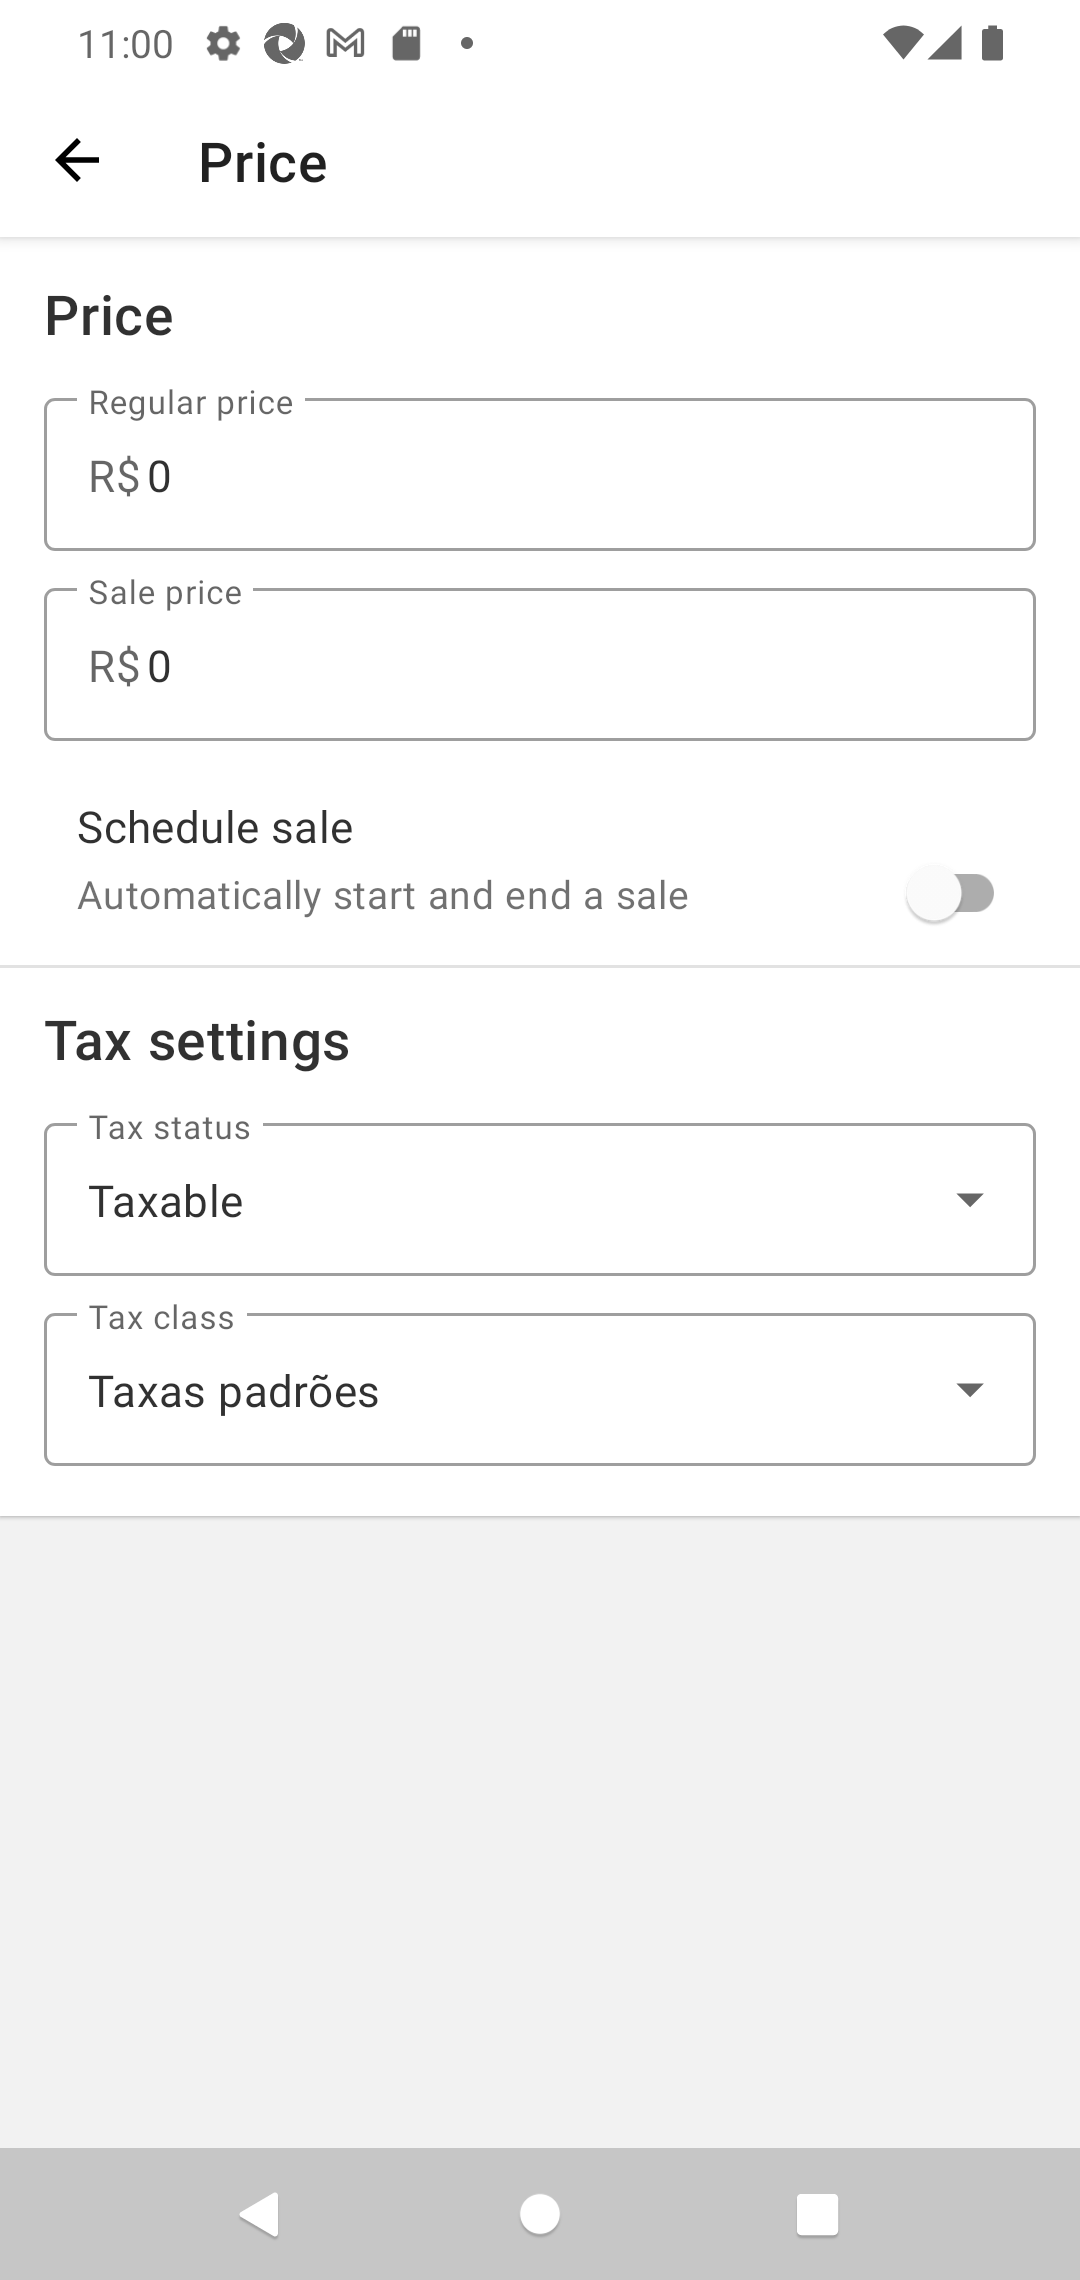 11:00
Price
Price
Regular price
R$ 0
Sale price
R$ 0
Schedule sale
Automatically start and end a sale
Tax settings
Tax status
Taxable
Tax class
Taxas padrões